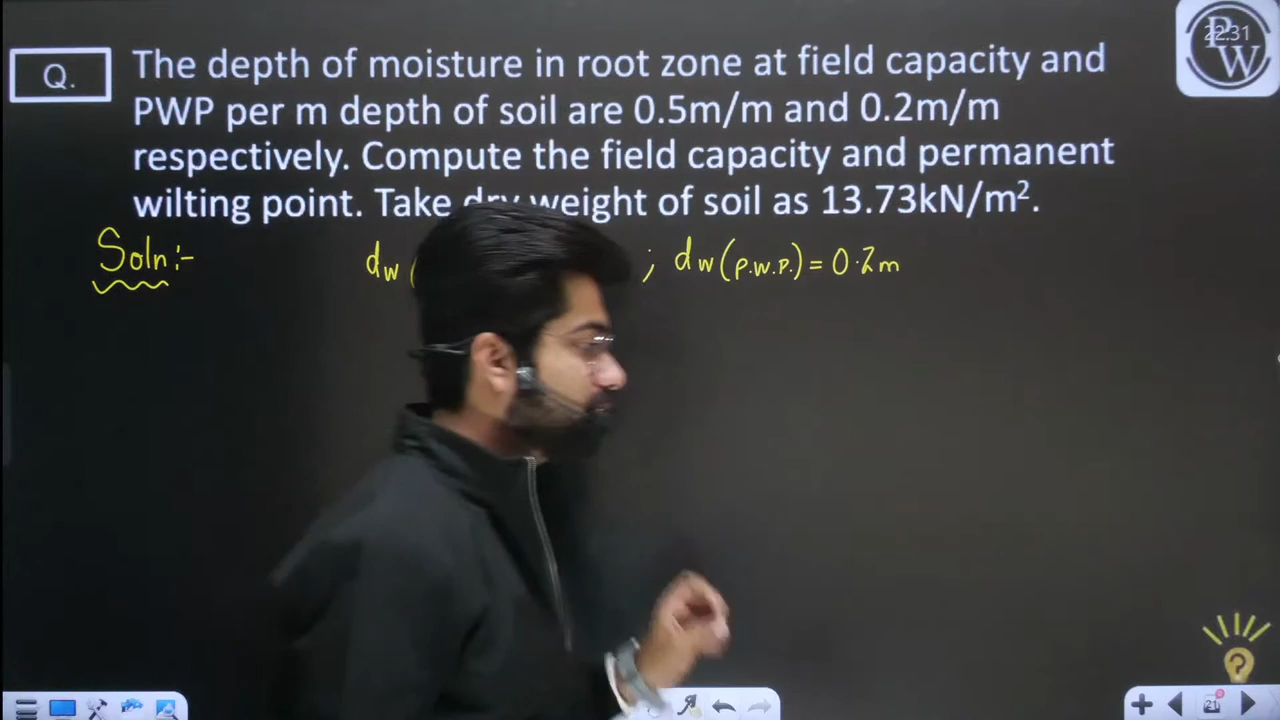 22:31
P
W
Q.
The depth of moisture in root zone at field capacity and
PWP per m depth of soil are 0.5m/m and 0.2m/m
respectively. Compute the field capacity and permanent
wilting point. Take dry weight of soil as 13.73kN/m².
Soln:-
dw ( ; dw (P.W.P.) = 0.2m
21